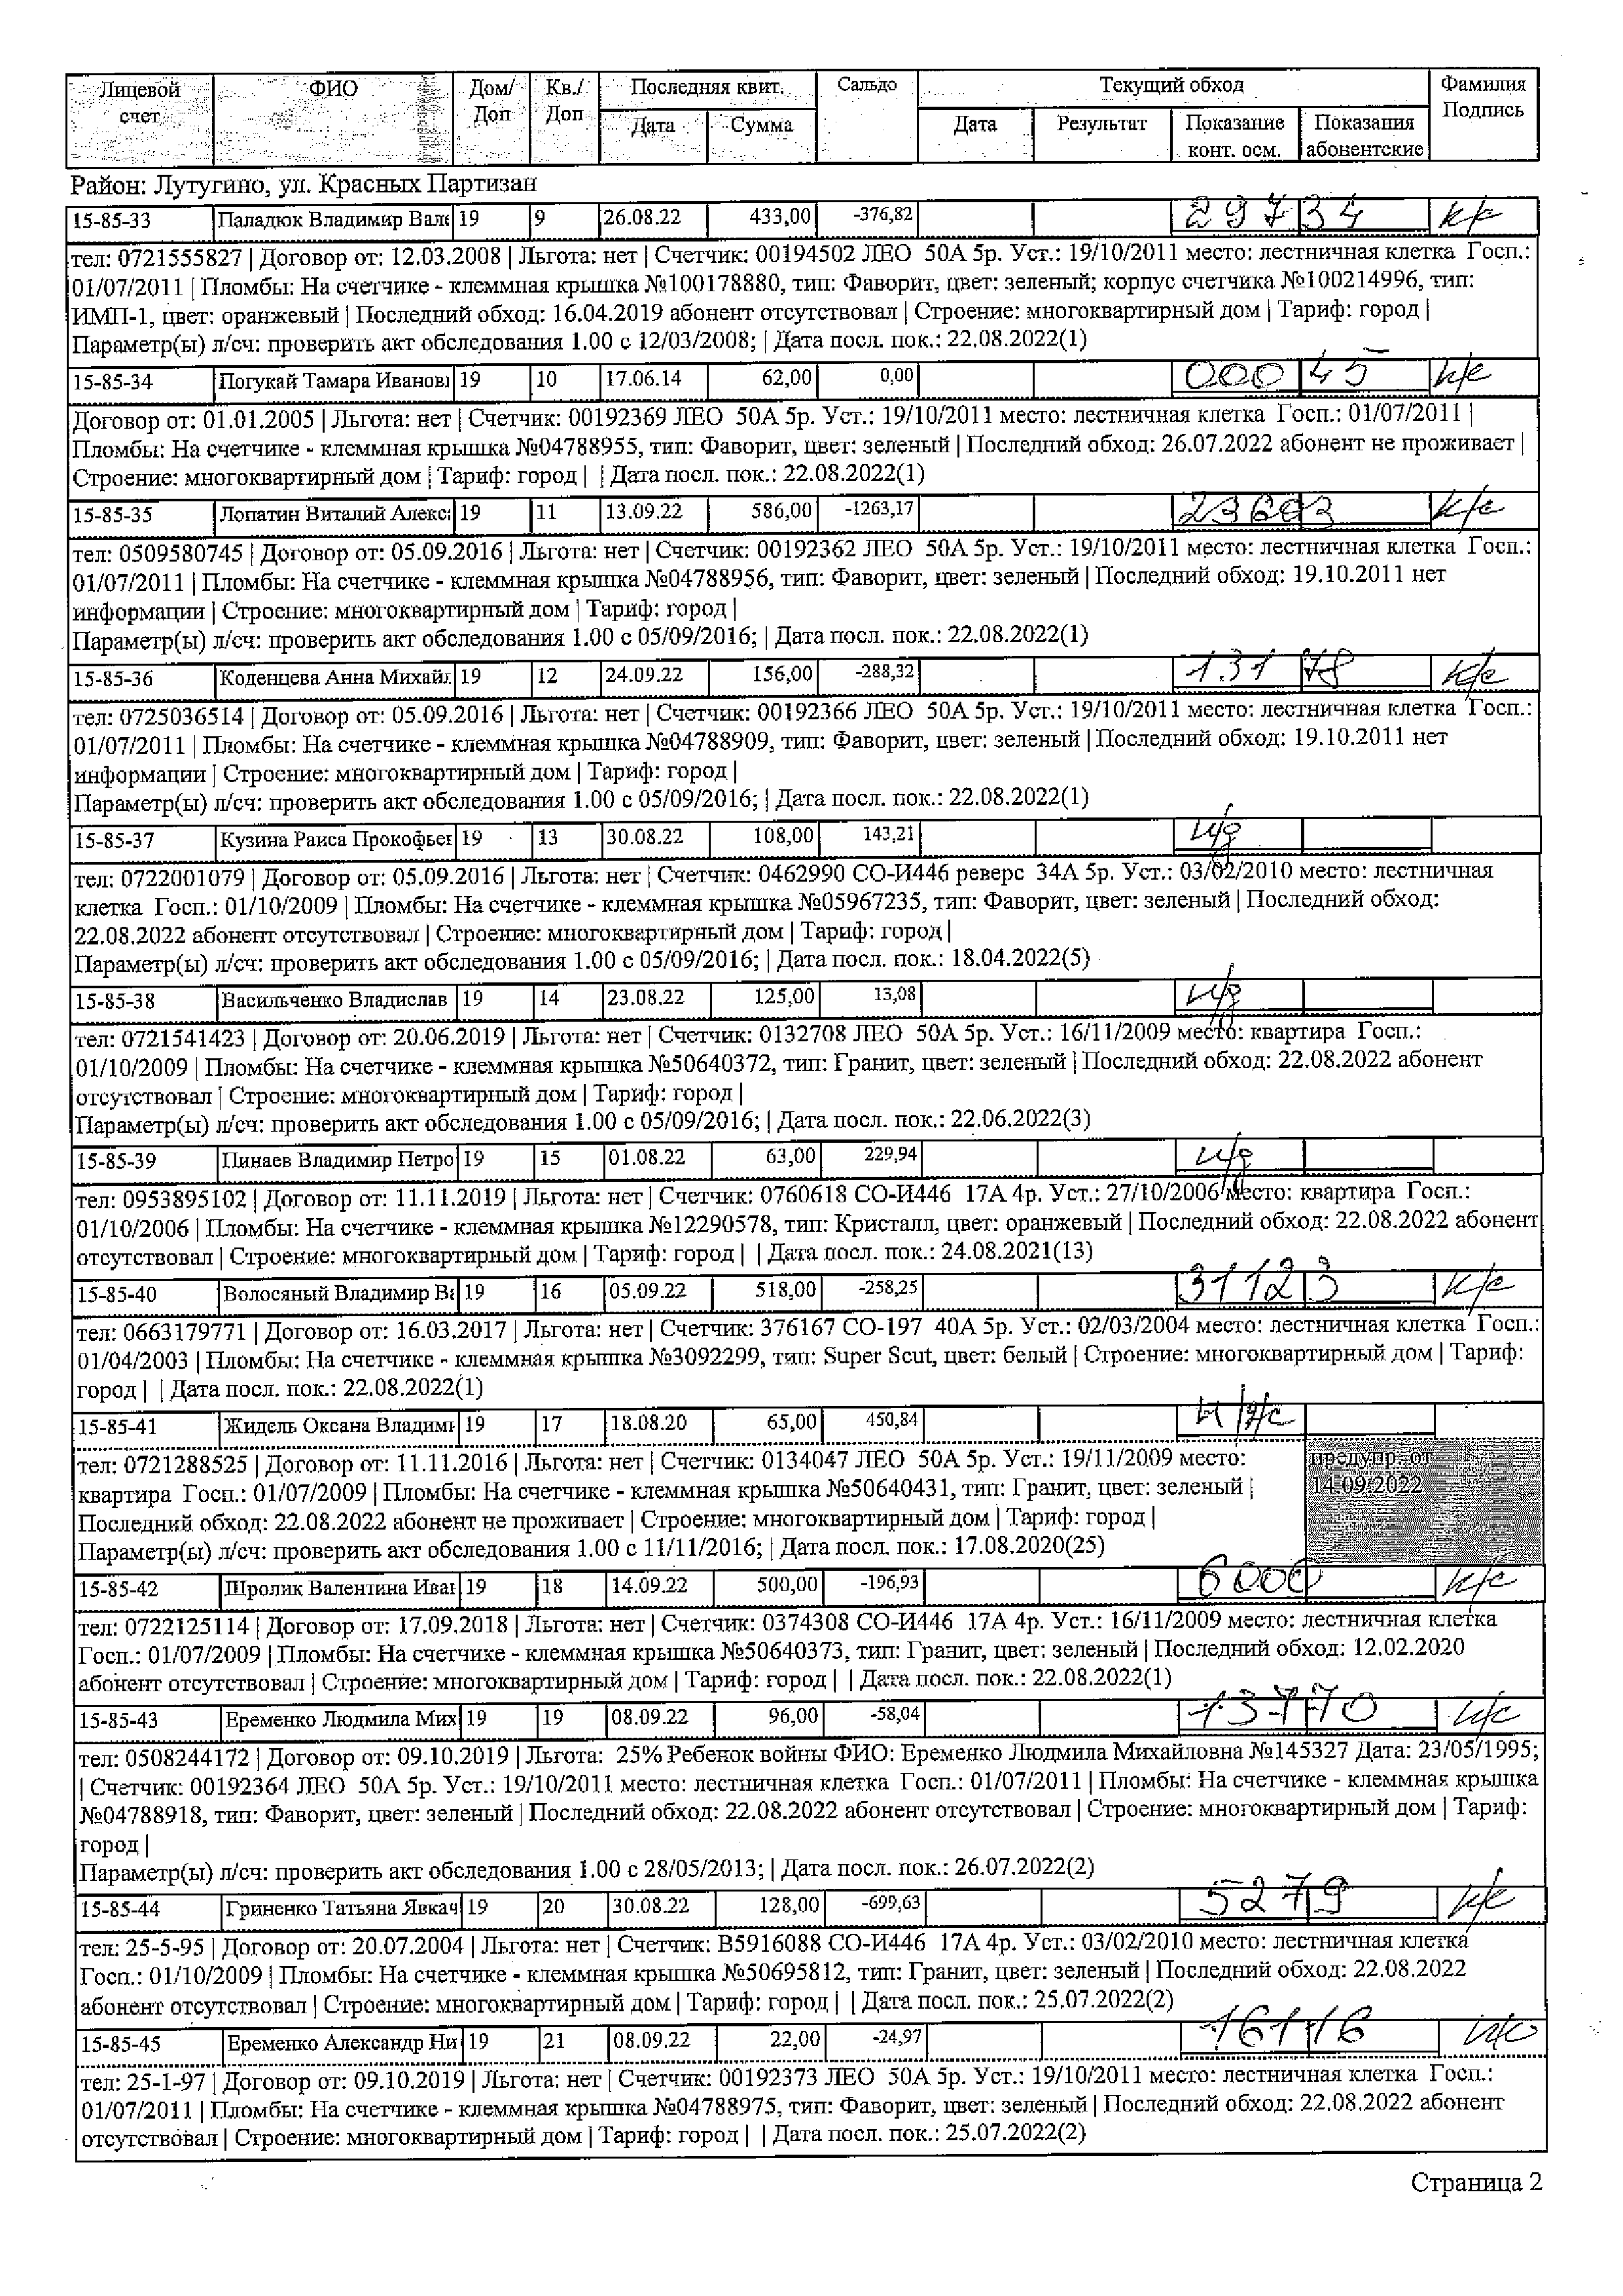 Лицевой счет ФИО Дом/ Доп Кв./ Доп Последняя квит. Сальдо Текущий обход Фамилия Подпись
Дата Сумма Дата Результат Показание конт. осм. Показания абонентские
Район: Лутугино, ул. Красных Партизан
15-85-33 Паладюк Владимир Вале 19 9 26.08.22 433,00 -376,82 29734 к/с
тел: 0721555827 | Договор от: 12.03.2008 | Льгота: нет | Счетчик: 00194502 ЛЕО 50А 5р. Уст.: 19/10/2011 место: лестничная клетка Госп.:
01/07/2011 | Пломбы: На счетчике - клеммная крышка №100178880, тип: Фаворит, цвет: зеленый; корпус счетчика №100214996, тип:
ИМП-1, цвет: оранжевый | Последний обход: 16.04.2019 абонент отсутствовал | Строение: многоквартирный дом | Тариф: город |
Параметр(ы) л/сч: проверить акт обследования 1.00 с 12/03/2008; | Дата посл. пок.: 22.08.2022(1)
15-85-34 Погукай Тамара Иванов 19 10 17.06.14 62,00 0,00 00045 к/с
Договор от: 01.01.2005 | Льгота: нет | Счетчик: 00192369 ЛЕО 50А 5р. Уст.: 19/10/2011 место: лестничная клетка Госп.: 01/07/2011 |
Пломбы: На счетчике - клеммная крышка №04788955, тип: Фаворит, цвет: зеленый | Последний обход: 26.07.2022 абонент не проживает |
Строение: многоквартирный дом | Тариф: город | | Дата посл. пок.: 22.08.2022(1)
15-85-35 Лопатин Виталий Алекс 19 11 13.09.22 586,00 -1263,17 к/с
тел: 0509580745 | Договор от: 05.09.2016 | Льгота: нет | Счетчик: 00192362 ЛЕО 50А 5р. Уст.: 19/10/2011 место: лестничная клетка Госп.:
01/07/2011 | Пломбы: На счетчике - клеммная крышка №04788956, тип: Фаворит, цвет: зеленый | Последний обход: 19.10.2011 нет
информации | Строение: многоквартирный дом | Тариф: город |
Параметр(ы) л/сч: проверить акт обследования 1.00 с 05/09/2016; | Дата посл. пок.: 22.08.2022(1)
15-85-36 Коденцева Анна Михайл 19 12 24.09.22 156,00 -288,32 13178 к/с
тел: 0725036514 | Договор от: 05.09.2016 | Льгота: нет | Счетчик: 00192366 ЛЕО 50А 5р. Уст.: 19/10/2011 место: лестничная клетка Госп.:
01/07/2011 | Пломбы: На счетчике - клеммная крышка №04788909, тип: Фаворит, цвет: зеленый | Последний обход: 19.10.2011 нет
информации | Строение: многоквартирный дом | Тариф: город |
Параметр(ы) л/сч: проверить акт обследования 1.00 с 05/09/2016; | Дата посл. пок.: 22.08.2022(1)
15-85-37 Кузина Раиса Прокофье 19 13 30.08.22 108,00 143,21 н/д
тел: 0722001079 | Договор от: 05.09.2016 | Льгота: нет | Счетчик: 0462990 СО-И446 реверс 34А 5р. Уст.: 03/02/2010 место: лестничная
клетка Госп.: 01/10/2009 | Пломбы: На счетчике - клеммная крышка №05967235, тип: Фаворит, цвет: зеленый | Последний обход:
22.08.2022 абонент отсутствовал | Строение: многоквартирный дом | Тариф: город |
Параметр(ы) л/сч: проверить акт обследования 1.00 с 05/09/2016; | Дата посл. пок.: 18.04.2022(5)
15-85-38 Васильченко Владислав 19 14 23.08.22 125,00 13,08 н/д
тел: 0721541423 | Договор от: 20.06.2019 | Льгота: нет | Счетчик: 0132708 ЛЕО 50А 5р. Уст.: 16/11/2009 место: квартира Госп.:
01/10/2009 | Пломбы: На счетчике - клеммная крышка №50640372, тип: Гранит, цвет: зеленый | Последний обход: 22.08.2022 абонент
отсутствовал | Строение: многоквартирный дом | Тариф: город |
Параметр(ы) л/сч: проверить акт обследования 1.00 с 05/09/2016; | Дата посл. пок.: 22.06.2022(3)
15-85-39 Пинаев Владимир Петро 19 15 01.08.22 63,00 229,94 н/д
тел: 0953895102 | Договор от: 11.11.2019 | Льгота: нет | Счетчик: 0760618 СО-И446 17А 4р. Уст.: 27/10/2006 место: квартира Госп.:
01/10/2006 | Пломбы: На счетчике - клеммная крышка №12290578, тип: Кристалл, цвет: оранжевый | Последний обход: 22.08.2022 абонент
отсутствовал | Строение: многоквартирный дом | Тариф: город | | Дата посл. пок.: 24.08.2021(13)
15-85-40 Волосяный Владимир Ва 19 16 05.09.22 518,00 -258,25 31123 к/с
тел: 0663179771 | Договор от: 16.03.2017 | Льгота: нет | Счетчик: 376167 СО-197 40А 5р. Уст.: 02/03/2004 место: лестничная клетка Госп.:
01/04/2003 | Пломбы: На счетчике - клеммная крышка №3092299, тип: Super Scut, цвет: белый | Строение: многоквартирный дом | Тариф:
город | | Дата посл. пок.: 22.08.2022(1)
15-85-41 Жидель Оксана Владим 19 17 18.08.20 65,00 450,84 н/ж
тел: 0721288525 | Договор от: 11.11.2016 | Льгота: нет | Счетчик: 0134047 ЛЕО 50А 5р. Уст.: 19/11/2009 место: предупр. от
квартира Госп.: 01/07/2009 | Пломбы: На счетчике - клеммная крышка №50640431, тип: Гранит, цвет: зеленый | 14.09.2022
Последний обход: 22.08.2022 абонент не проживает | Строение: многоквартирный дом | Тариф: город |
Параметр(ы) л/сч: проверить акт обследования 1.00 с 11/11/2016; | Дата посл. пок.: 17.08.2020(25)
15-85-42 Шролик Валентина Иван 19 18 14.09.22 500,00 -196,93 6000 к/с
тел: 0722125114 | Договор от: 17.09.2018 | Льгота: нет | Счетчик: 0374308 СО-И446 17А 4р. Уст.: 16/11/2009 место: лестничная клетка
Госп.: 01/07/2009 | Пломбы: На счетчике - клеммная крышка №50640373, тип: Гранит, цвет: зеленый | Последний обход: 12.02.2020
абонент отсутствовал | Строение: многоквартирный дом | Тариф: город | | Дата посл. пок.: 22.08.2022(1)
15-85-43 Еременко Людмила Мих 19 19 08.09.22 96,00 -58,04 13770 к/с
тел: 0508244172 | Договор от: 09.10.2019 | Льгота: 25% Ребенок войны ФИО: Еременко Людмила Михайловна №145327 Дата: 23/05/1995;
| Счетчик: 00192364 ЛЕО 50А 5р. Уст.: 19/10/2011 место: лестничная клетка Госп.: 01/07/2011 | Пломбы: На счетчике - клеммная крышка
№04788918, тип: Фаворит, цвет: зеленый | Последний обход: 22.08.2022 абонент отсутствовал | Строение: многоквартирный дом | Тариф:
город |
Параметр(ы) л/сч: проверить акт обследования 1.00 с 28/05/2013; | Дата посл. пок.: 26.07.2022(2)
15-85-44 Гриненко Татьяна Явкач 19 20 30.08.22 128,00 -699,63 5279 к/с
тел: 25-5-95 | Договор от: 20.07.2004 | Льгота: нет | Счетчик: В5916088 СО-И446 17А 4р. Уст.: 03/02/2010 место: лестничная клетка
Госп.: 01/10/2009 | Пломбы: На счетчике - клеммная крышка №50695812, тип: Гранит, цвет: зеленый | Последний обход: 22.08.2022
абонент отсутствовал | Строение: многоквартирный дом | Тариф: город | | Дата посл. пок.: 25.07.2022(2)
15-85-45 Еременко Александр Ни 19 21 08.09.22 22,00 -24,97 16116 к/с
тел: 25-1-97 | Договор от: 09.10.2019 | Льгота: нет | Счетчик: 00192373 ЛЕО 50А 5р. Уст.: 19/10/2011 место: лестничная клетка Госп.:
01/07/2011 | Пломбы: На счетчике - клеммная крышка №04788975, тип: Фаворит, цвет: зеленый | Последний обход: 22.08.2022 абонент
отсутствовал | Строение: многоквартирный дом | Тариф: город | | Дата посл. пок.: 25.07.2022(2)
Страница 2